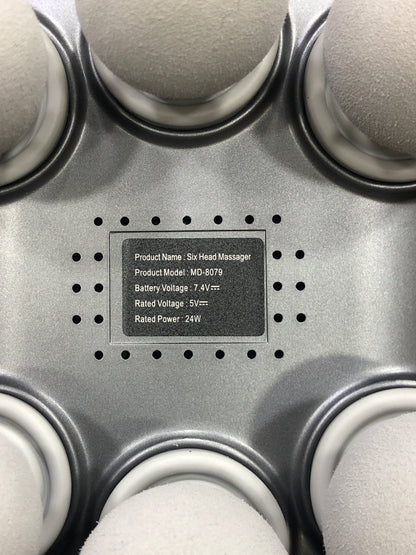 Product Name : Six Head Massager
Product Model : MD-8079
Battery Voltage : 7.4V⎓
Rated Voltage : 5V⎓
Rated Power : 24W